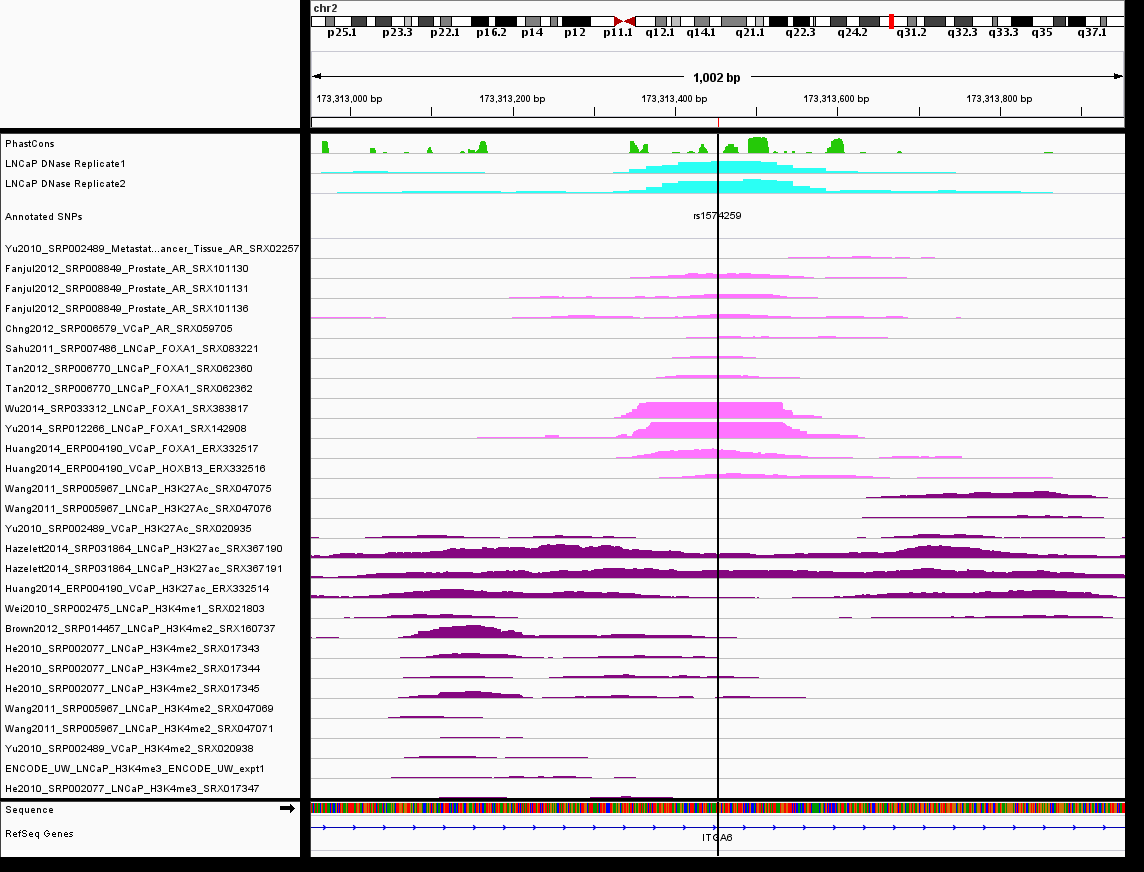 chr2
p25.1 p23.3 p22.1 p16.2 p14 p12 p11.1 q12.1 q14.1 q21.1 q22.3 q24.2 q31.2 q32.3 q33.3 q35 q37.1
1,002 bp
173,313,000 bp 173,313,200 bp 173,313,400 bp 173,313,600 bp 173,313,800 bp
PhastCons
LNCaP DNase Replicate1
LNCaP DNase Replicate2
Annotated SNPs
rs1574259
Yu2010_SRP002489_Metastat...ancer_Tissue_AR_SRX02257
Fanjul2012_SRP008849_Prostate_AR_SRX101130
Fanjul2012_SRP008849_Prostate_AR_SRX101131
Fanjul2012_SRP008849_Prostate_AR_SRX101136
Chng2012_SRP006579_VCaP_AR_SRX059705
Sahu2011_SRP007486_LNCaP_FOXA1_SRX083221
Tan2012_SRP006770_LNCaP_FOXA1_SRX062360
Tan2012_SRP006770_LNCaP_FOXA1_SRX062362
Wu2014_SRP033312_LNCaP_FOXA1_SRX383817
Yu2014_SRP012266_LNCaP_FOXA1_SRX142908
Huang2014_ERP004190_VCaP_FOXA1_ERX332517
Huang2014_ERP004190_VCaP_HOXB13_ERX332516
Wang2011_SRP005967_LNCaP_H3K27Ac_SRX047075
Wang2011_SRP005967_LNCaP_H3K27Ac_SRX047076
Yu2010_SRP002489_VCaP_H3K27Ac_SRX020935
Hazelett2014_SRP031864_LNCaP_H3K27ac_SRX367190
Hazelett2014_SRP031864_LNCaP_H3K27ac_SRX367191
Huang2014_ERP004190_VCaP_H3K27ac_ERX332514
Wei2010_SRP002475_LNCaP_H3K4me1_SRX021803
Brown2012_SRP014457_LNCaP_H3K4me2_SRX160737
He2010_SRP002077_LNCaP_H3K4me2_SRX017343
He2010_SRP002077_LNCaP_H3K4me2_SRX017344
He2010_SRP002077_LNCaP_H3K4me2_SRX017345
Wang2011_SRP005967_LNCaP_H3K4me2_SRX047069
Wang2011_SRP005967_LNCaP_H3K4me2_SRX047071
Yu2010_SRP002489_VCaP_H3K4me2_SRX020938
ENCODE_UW_LNCaP_H3K4me3_ENCODE_UW_expt1
He2010_SRP002077_LNCaP_H3K4me3_SRX017347
Sequence
RefSeq Genes
ITGA6